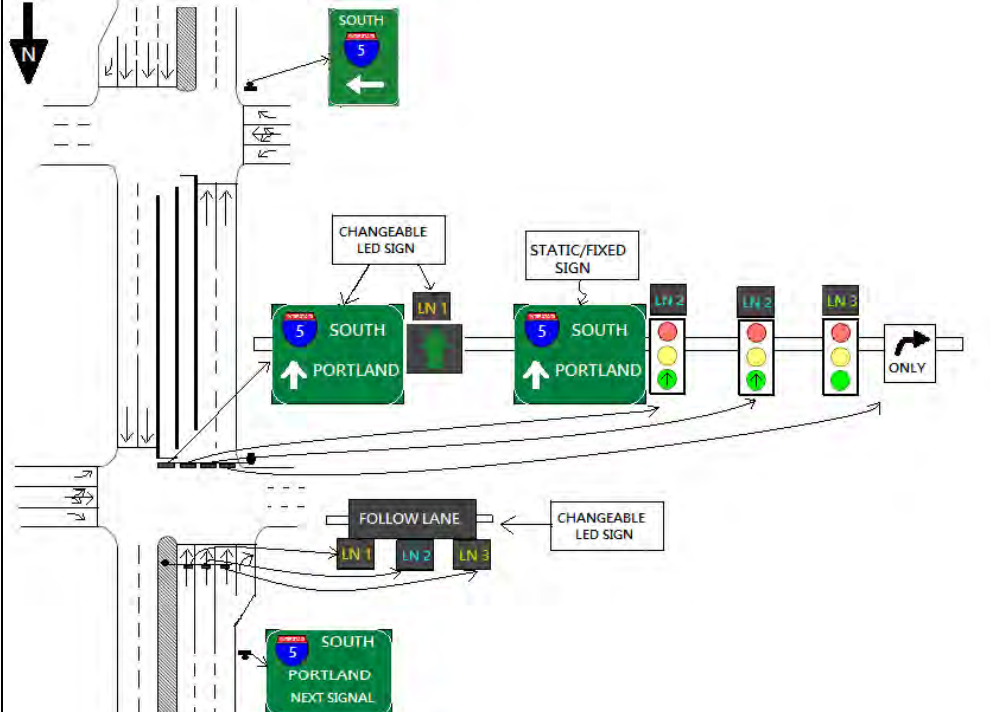 N
SOUTH
5
CHANGEABLE
LED SIGN
STATIC/FIXED
SIGN
LN 1
5 SOUTH
PORTLAND
5 SOUTH
PORTLAND
LN 2
LN 2
LN 3
ONLY
FOLLOW LANE
LN 1
LN 2
LN 3
CHANGEABLE
LED SIGN
5 SOUTH
PORTLAND
NEXT SIGNAL